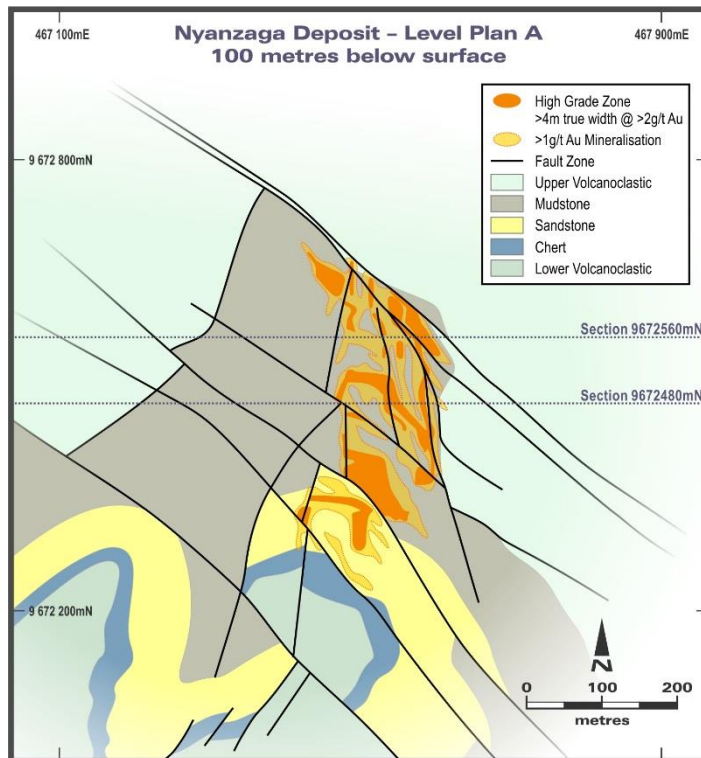 Nyanzaga Deposit – Level Plan A
100 metres below surface
467 100mE
467 900mE
High Grade Zone
>4m true width @ >2g/t Au
>1g/t Au Mineralisation
Fault Zone
Upper Volcanoclastic
Mudstone
Sandstone
Chert
Lower Volcanoclastic
9 672 800mN
Section 9672560mN
Section 9672480mN
9 672 200mN
N
0 100 200
metres